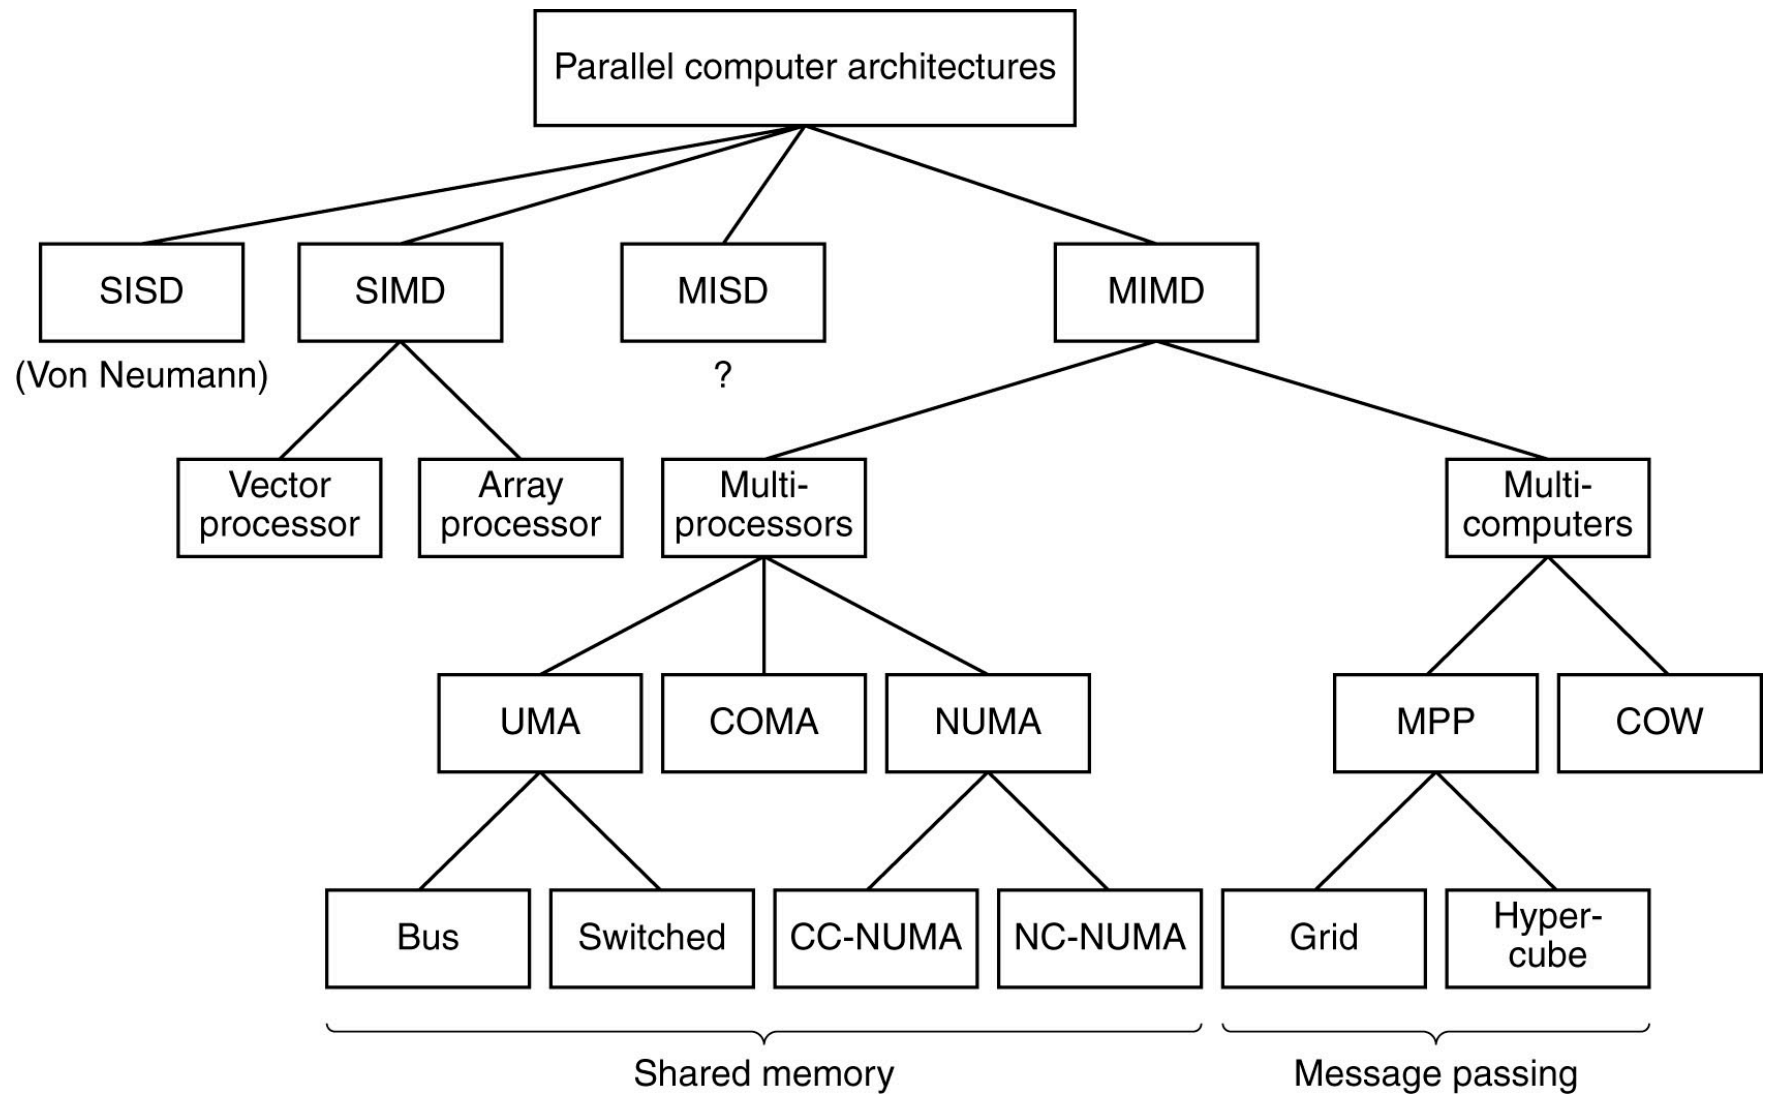 Parallel computer architectures
SISD
SIMD
MISD
MIMD
(Von Neumann)
?
Vector
processor
Array
processor
Multi-
processors
Multi-
computers
UMA
COMA
NUMA
MPP
COW
Bus
Switched
CC-NUMA
NC-NUMA
Grid
Hyper-
cube
Shared memory
Message passing